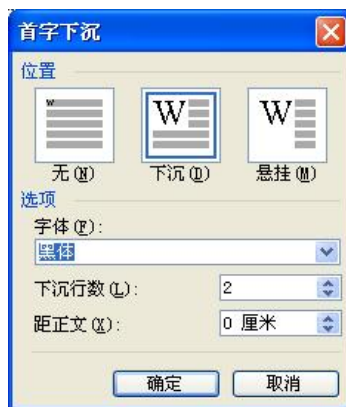 首字下沉
位置
W W W
无(N) 下沉(D) 悬挂(M)
选项
字体(F):
黑体
下沉行数(L): 2
距正文(X): 0 厘米
确定 取消